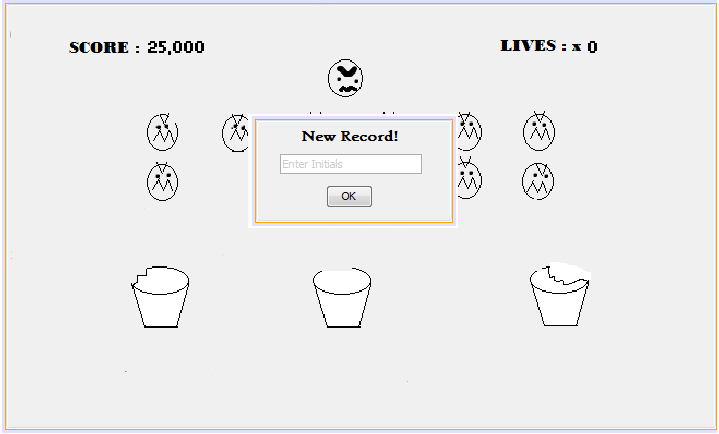 SCORE : 25,000
LIVES : x 0
New Record!
Enter Initials
OK